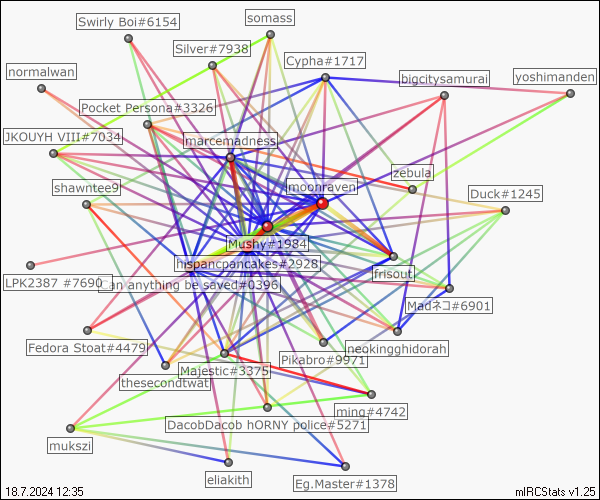 somass
Swirly Boi#6154
Silver#7938
Cypha#1717
normalwan
bigcitysamurai
yoshimanden
Pocket Persona#3326
JKOUYH VIII#7034
marcemadness
zebula
shawntee9
moonraven
Duck#1245
Mushy#1984
hispancpancakes#2928
frisout
LPK2387 #7690
Can anything be saved#0396
Madネコ#6901
Fedora Stoat#4479
neokingghidorah
Pikabro#9971
Majestic#3375
thesecondtwat
ming#4742
DacobDacob hORNY police#5271
mukszi
eliakith
Eg.Master#1378
18.7.2024 12:35
mIRCStats v1.25